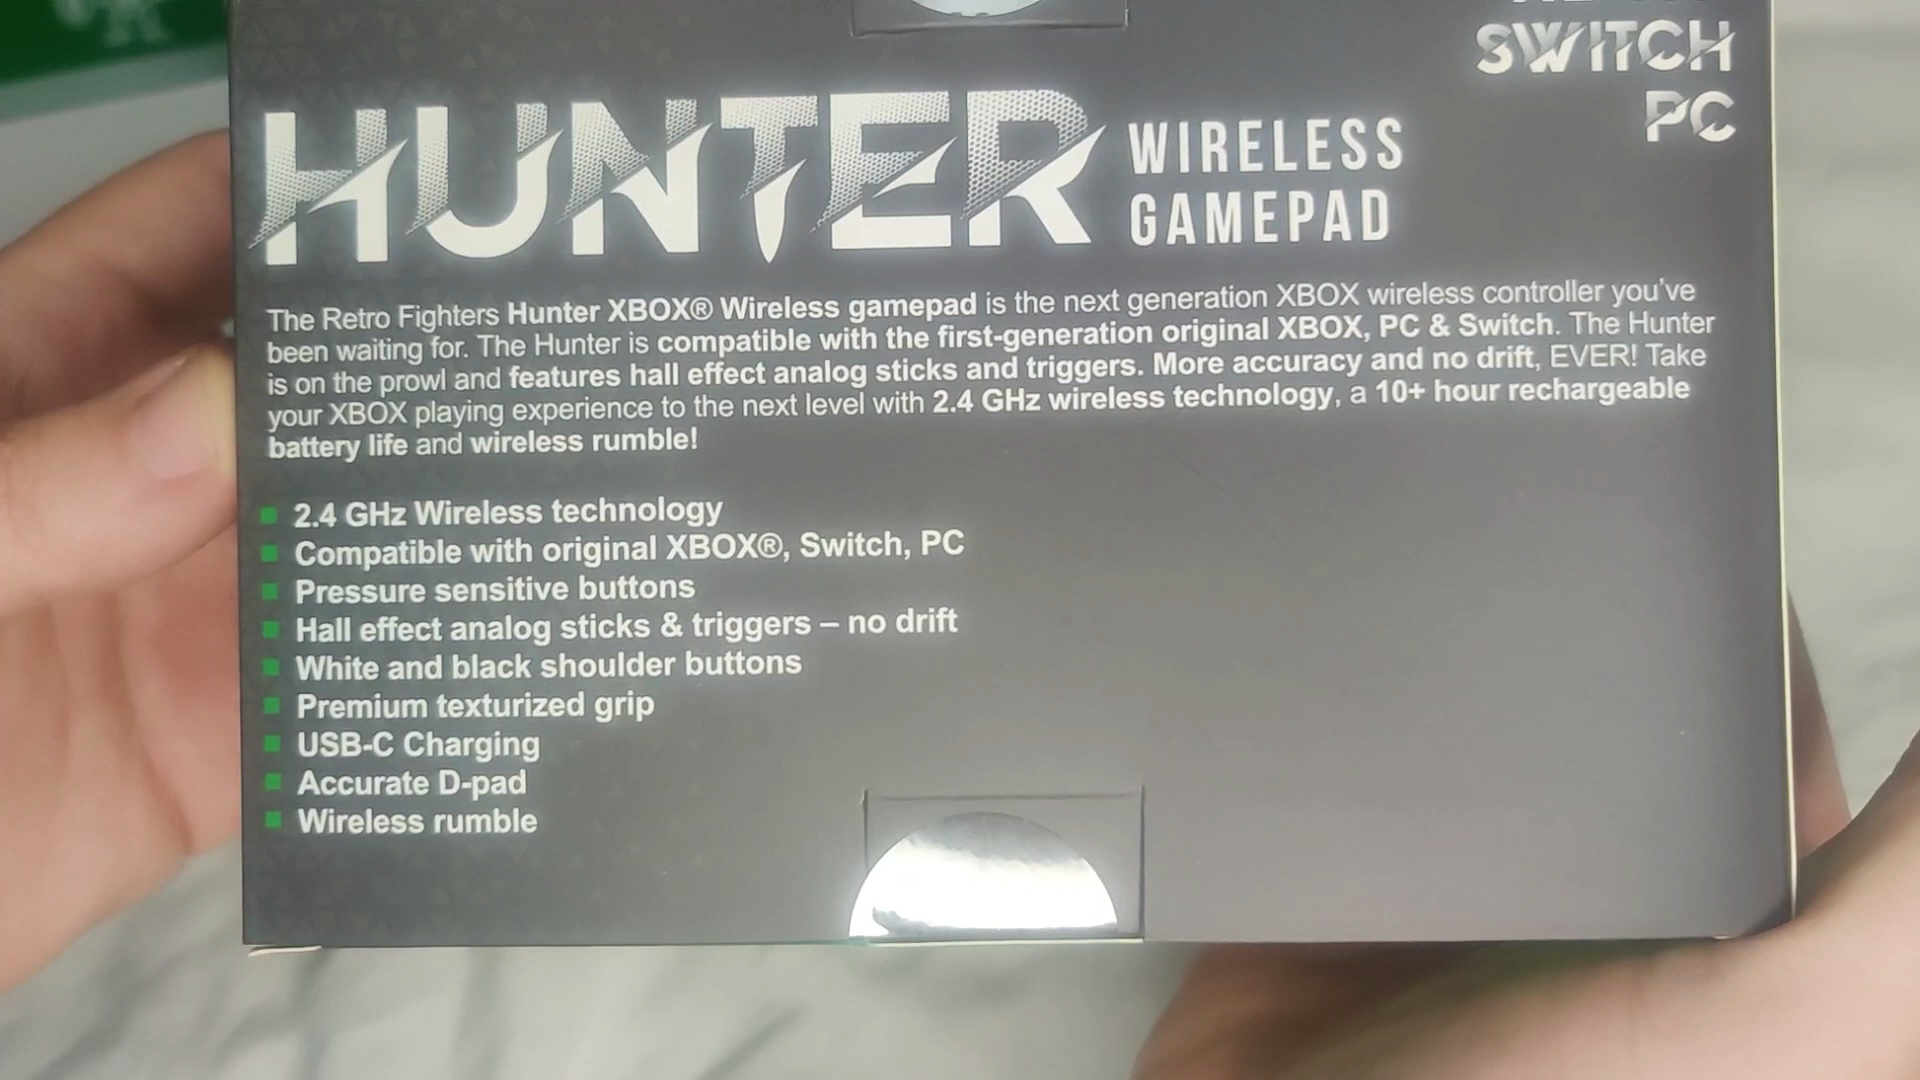 SWITCH
PC
HUNTER WIRELESS
GAMEPAD
The Retro Fighters Hunter XBOX® Wireless gamepad is the next generation XBOX wireless controller you've
been waiting for. The Hunter is compatible with the first-generation original XBOX, PC & Switch. The Hunter
is on the prowl and features hall effect analog sticks and triggers. More accuracy and no drift, EVER! Take
your XBOX playing experience to the next level with 2.4 GHz wireless technology, a 10+ hour rechargeable
battery life and wireless rumble!
2.4 GHz Wireless technology
Compatible with original XBOX®, Switch, PC
Pressure sensitive buttons
Hall effect analog sticks & triggers – no drift
White and black shoulder buttons
Premium texturized grip
USB-C Charging
Accurate D-pad
Wireless rumble